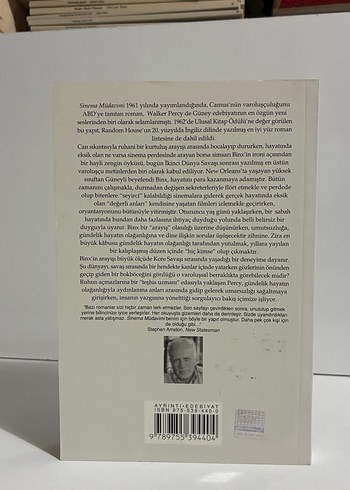 Sinema Müdavimi 1961 yılında yayımlandığında, Camus'nün varoluşçuluğunu
ABD'ye tanıtan roman, Walker Percy de Güney edebiyatının en özgün yeni
seslerinden biri olarak selamlanmıştı. 1962'de Ulusal Kitap Ödülü'ne değer görülen
bu yapıt, Random House'un 20. yüzyılda İngiliz dilinde yazılmış en iyi yüz roman
listesine de dahil edildi.
Can sıkıntısıyla ruhani bir kurtuluş arayışı arasında bocalayıp dururken, hayatında
eksik olan ne varsa sinema perdesinde arayan borsa simsarı Binx'in ironi açısından
bir hayli zengin öyküsü, bugün İkinci Dünya Savaşı sonrası yazılmış en üstün
varoluşçu metinlerden biri olarak kabul ediliyor. New Orleans'ta yaşayan yüksek
sınıftan Güneyli beyefendi Binx, hayatını para kazanmaya adamıştır. Bütün
zamanını çalışmakla, durmadan değişen sekreterleriyle flört etmekle ve perdede
olup bitenlere "seyirci" kalabildiği sinemalara giderek gerçek hayatında eksik
olan "değerli anları" kendisine yaşatan filmleri izlemekle geçirirken,
oryantasyonunu bütünüyle yitirmiştir. Otuzuncu yaş günü yaklaşırken, bir sabah
hayatında bundan daha fazlasına ihtiyaç duyduğu yolunda belli belirsiz bir
duyguyla uyanır. Binx bir "arayış" olasılığı üzerine düşünürken, umutsuzluğa,
gündelik hayatın olağanlığına ve dine ilişkin sorular üşüşecektir zihnine. Zira en
büyük kâbusu gündelik hayatın olağanlığı tarafından yutulmak, yıllara yayılan
bir kalıplaşmış düzen içinde "hiç kimse" olup çıkmaktır.
Binx'in arayışı büyük ölçüde Kore Savaşı sırasında yaşadığı bir deneyime dayanır.
Şu dünyayı, savaş sırasında bir hendekte kanlar içinde yatarken gözlerinin önünden
geçip giden bir bokböceğini gördüğü o varoluşsal berraklıkta görebilecek midir?
Ruhun açmazlarına bir "teşhis uzmanı" edasıyla yaklaşan Percy, gündelik hayatın
olağanlığıyla aydınlanma anları arasında gidip gelerek umarsızlığı sağaltmaya
girişirken, insanın yazgısına yönelttiği sorgulayıcı bakış içimize işliyor.
"Bazı romanlar sizi hiçbir zaman terk etmezler. Son sayfayı çevirdikten sonra, unutulup gitmek
yerine bilincinize iyice yerleşirler. Her okuyuşta gizemleri daha da derinleşir. Sizde uyandırdıkları
merak asla yatışmaz. Sinema Müdavimi benim için böyle bir yapıt olmuştur. Daha pek çok kişi için
de olduğu gibi..."
Stephen Amidon, New Statesman
AYRINTI•EDEBİYAT
ISBN 975-539-440-0
9 789755 394404